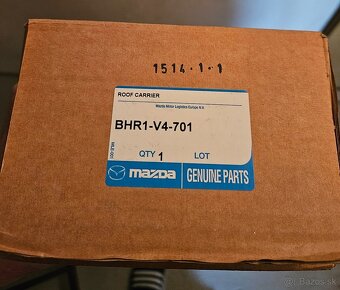 1514·1·1
ROOF CARRIER
Mazda Motor Logistics Europe N.V.
BHR1-V4-701
QTY 1 LOT
mazda GENUINE PARTS
Bazos.sk